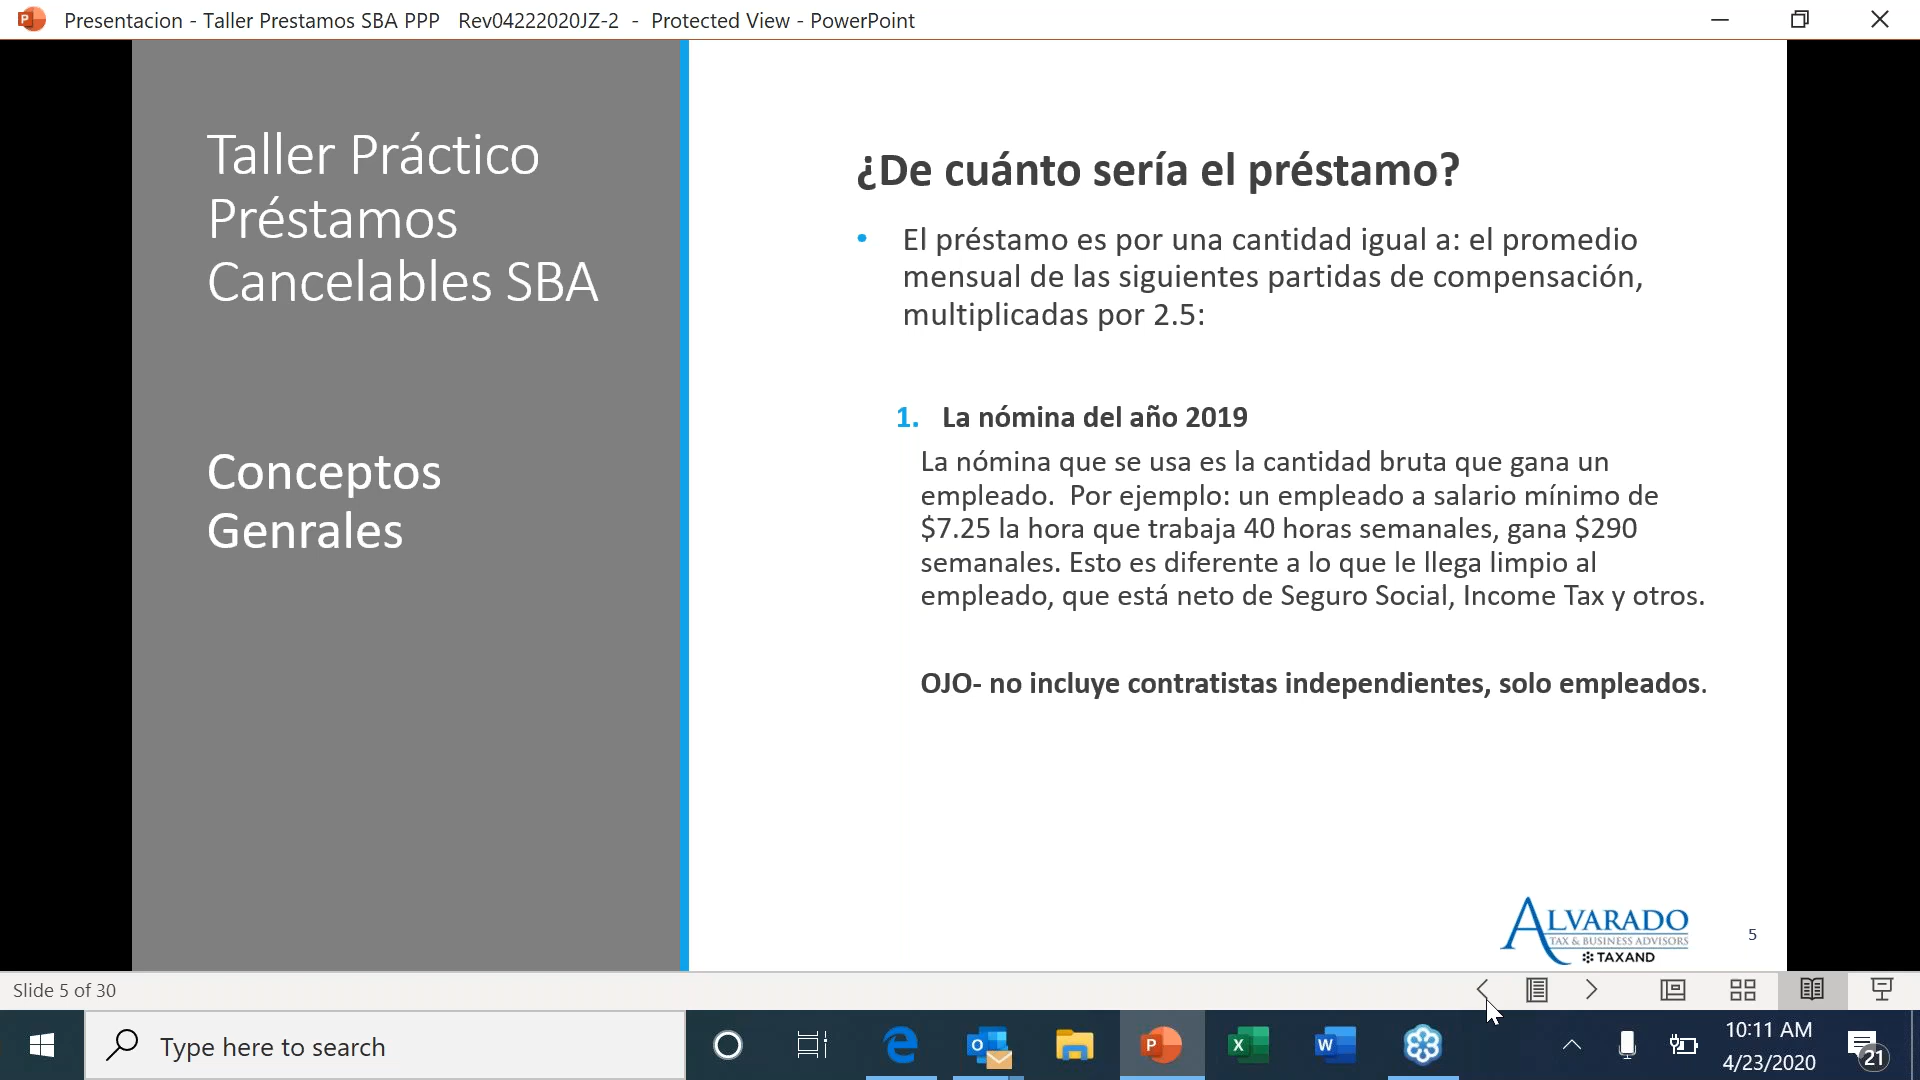 Presentacion - Taller Prestamos SBA PPP Rev04222020JZ-2 - Protected View - PowerPoint
Taller Práctico
Préstamos
Cancelables SBA
Conceptos
Genrales
¿De cuánto sería el préstamo?
• El préstamo es por una cantidad igual a: el promedio
mensual de las siguientes partidas de compensación,
multiplicadas por 2.5:
1. La nómina del año 2019
La nómina que se usa es la cantidad bruta que gana un
empleado. Por ejemplo: un empleado a salario mínimo de
$7.25 la hora que trabaja 40 horas semanales, gana $290
semanales. Esto es diferente a lo que le llega limpio al
empleado, que está neto de Seguro Social, Income Tax y otros.
OJO- no incluye contratistas independientes, solo empleados.
ALVARADO
TAX & BUSINESS ADVISORS
TAXAND
5
Slide 5 of 30
Type here to search
10:11 AM
4/23/2020
21